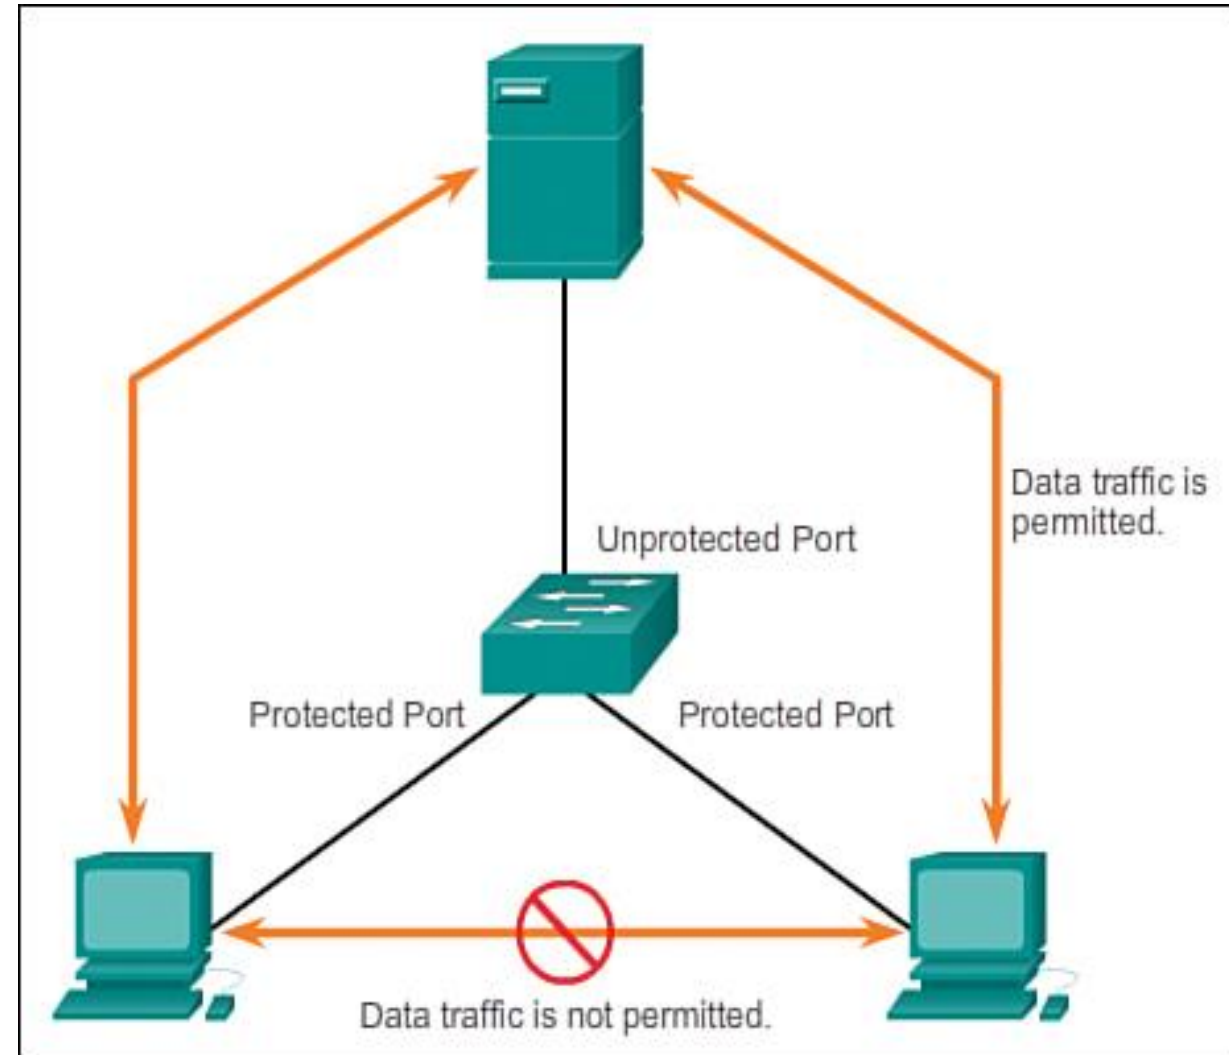 Data traffic is
permitted.
Unprotected Port
Protected Port
Protected Port
Data traffic is not permitted.